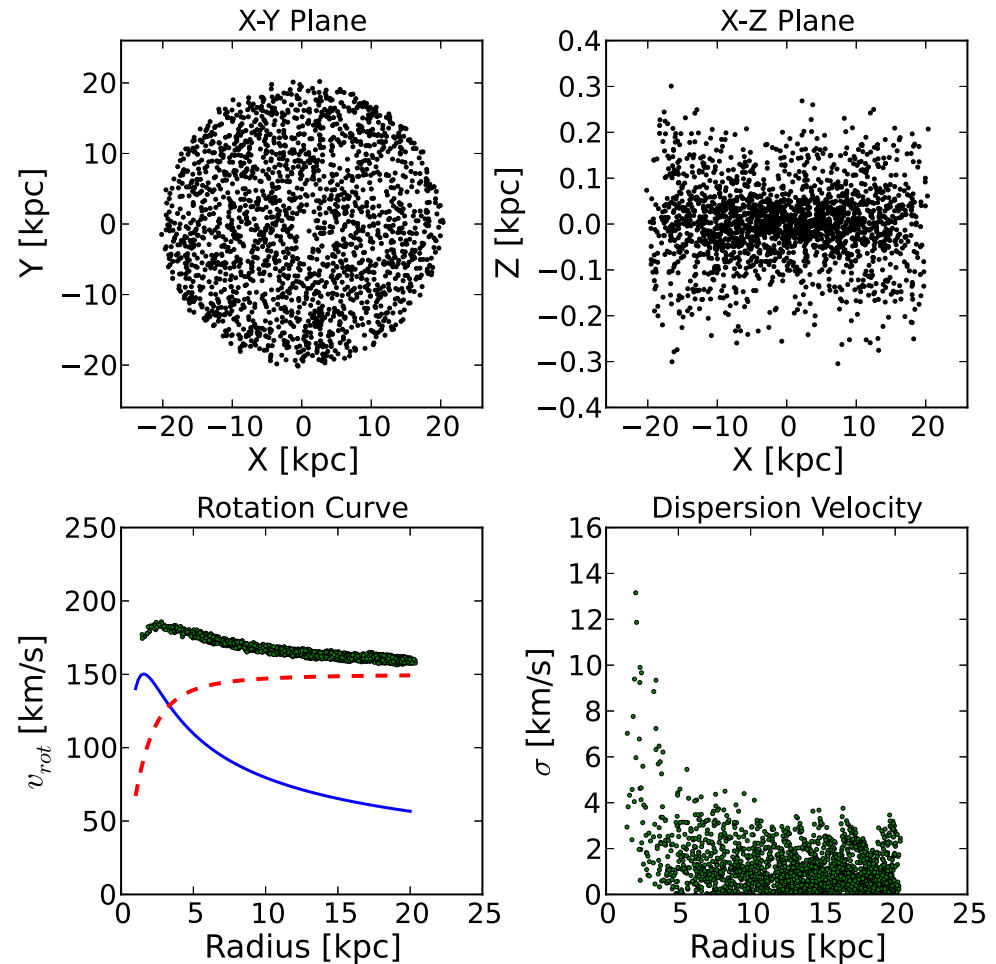 X-Y Plane
20
10
0
−10
−20
Y [kpc]
−20 −10 0 10 20
X [kpc]
X-Z Plane
0.4
0.3
0.2
0.1
0.0
−0.1
−0.2
−0.3
−0.4
Z [kpc]
−20 −10 0 10 20
X [kpc]
Rotation Curve
250
200
150
100
50
0
v_{rot} [km/s]
0 5 10 15 20 25
Radius [kpc]
Dispersion Velocity
16
14
12
10
8
6
4
2
0
σ [km/s]
0 5 10 15 20 25
Radius [kpc]